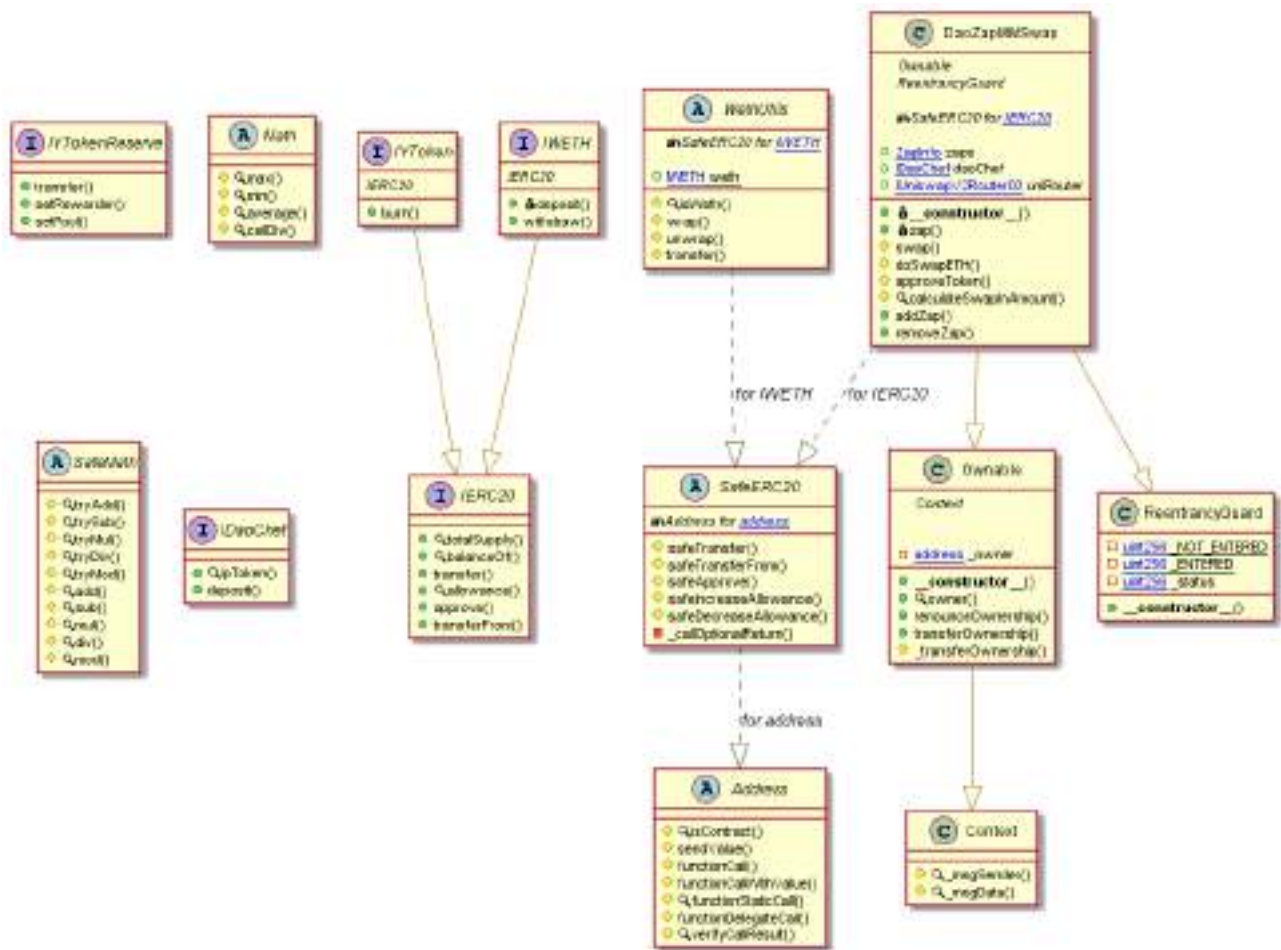 I IYTokenReserve
transfer()
setRewarder()
setPool()
A Math
max()
min()
average()
ceilDiv()
I IYToken
IERC20
burn()
I IWETH
IERC20
deposit()
withdraw()
A WethUtils
SafeERC20 for IWETH
IWETH weth
isWeth()
wrap()
unwrap()
transfer()
C DaoZapMMSwap
Ownable
ReentrancyGuard
SafeERC20 for IERC20
ZapInfo zaps
IDaoChef daoChef
IUniswapV2Router02 uniRouter
__constructor__()
zap()
swap()
doSwapETH()
approveToken()
calculateSwapInAmount()
addZap()
removeZap()
for IWETH
for IERC20
A SafeMath
tryAdd()
trySub()
tryMul()
tryDiv()
tryMod()
add()
sub()
mul()
div()
mod()
I IDaoChef
lpToken()
deposit()
I IERC20
totalSupply()
balanceOf()
transfer()
allowance()
approve()
transferFrom()
A SafeERC20
Address for address
safeTransfer()
safeTransferFrom()
safeApprove()
safeIncreaseAllowance()
safeDecreaseAllowance()
_callOptionalReturn()
C Ownable
Context
address _owner
__constructor__()
owner()
renounceOwnership()
transferOwnership()
_transferOwnership()
C ReentrancyGuard
uint256 _NOT_ENTERED
uint256 _ENTERED
uint256 _status
__constructor__()
for address
A Address
isContract()
sendValue()
functionCall()
functionCallWithValue()
functionStaticCall()
functionDelegateCall()
verifyCallResult()
C Context
_msgSender()
_msgData()